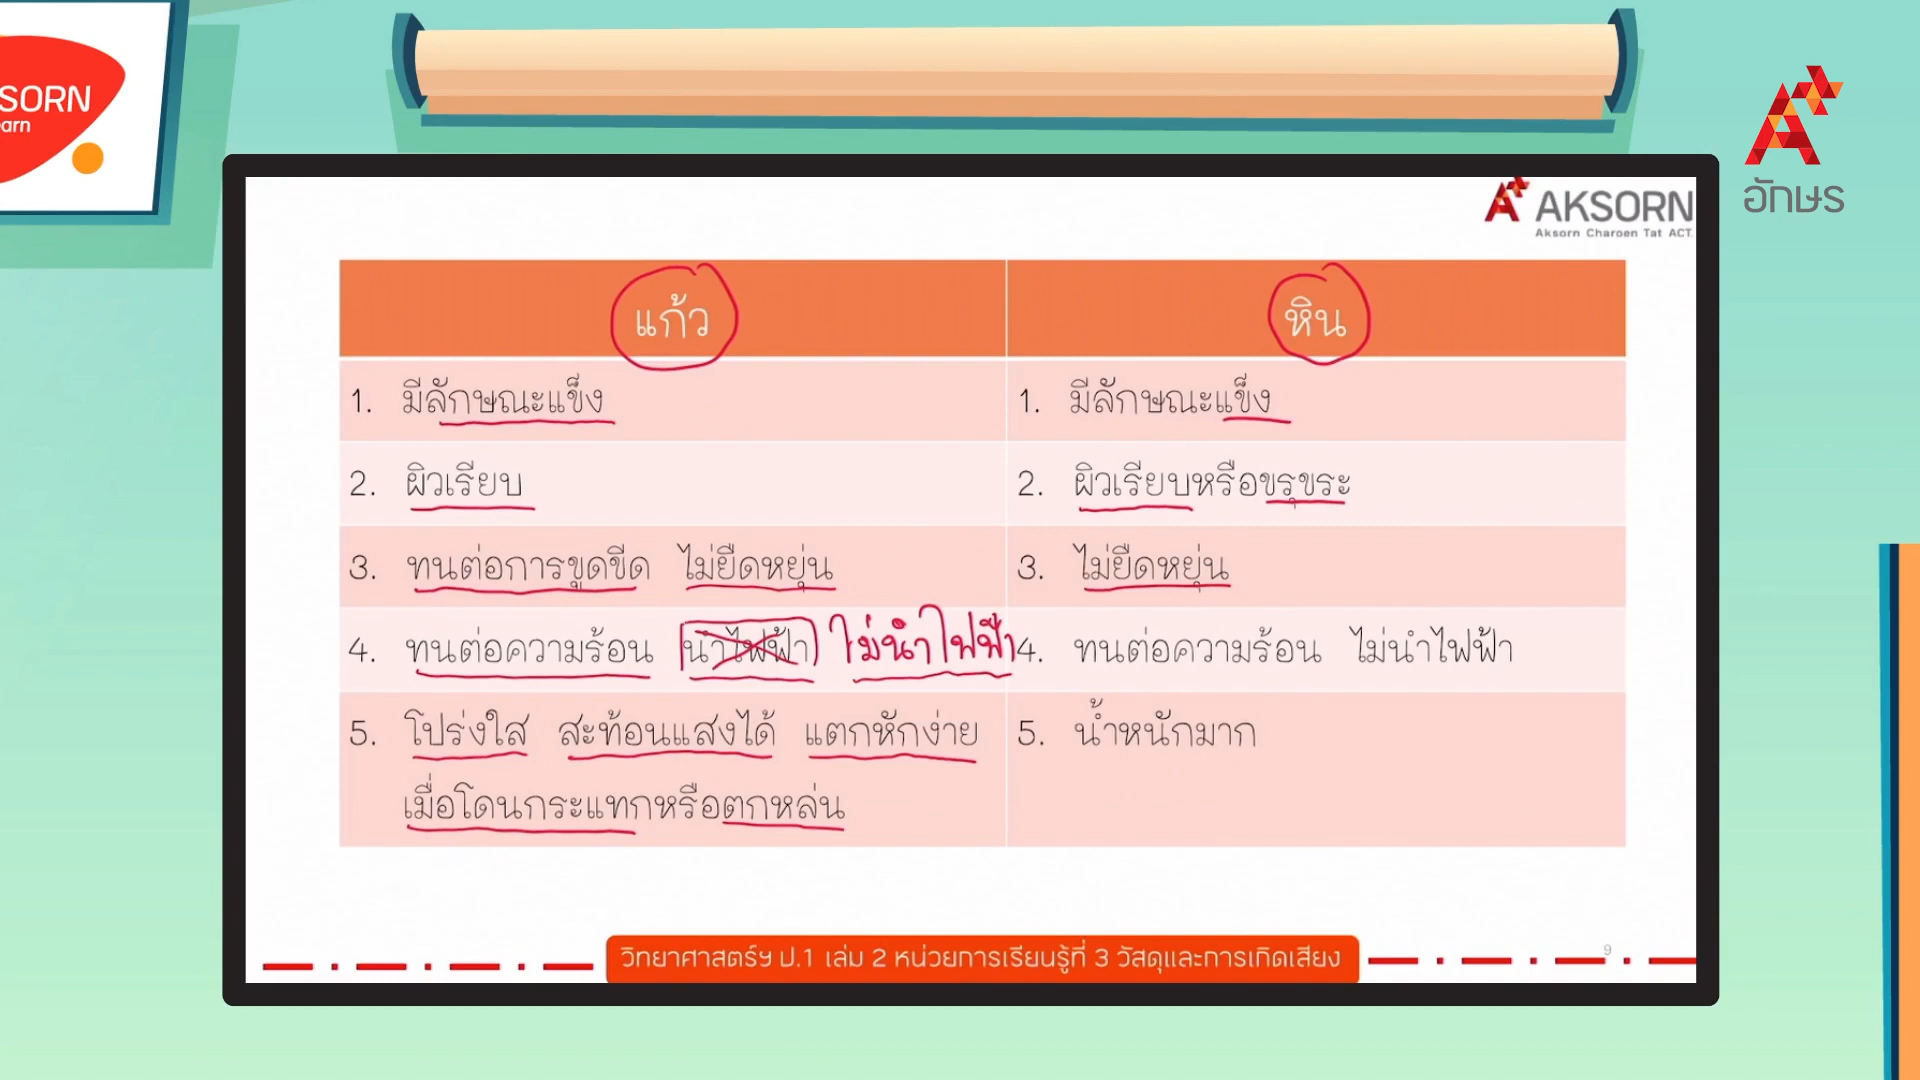 SORN
arn
อักษร
AKSORN
Aksorn Charoen Tat ACT.
แก้ว
หิน
1. มีลักษณะแข็ง
1. มีลักษณะแข็ง
2. ผิวเรียบ
2. ผิวเรียบหรือขรุขระ
3. ทนต่อการขูดขีด ไม่ยืดหยุ่น
3. ไม่ยืดหยุ่น
4. ทนต่อความร้อน นำไฟฟ้า ไม่นำไฟฟ้า
4. ทนต่อความร้อน ไม่นำไฟฟ้า
5. โปร่งใส สะท้อนแสงได้ แตกหักง่าย
เมื่อโดนกระแทกหรือตกหล่น
5. น้ำหนักมาก
วิทยาศาสตร์ฯ ป.1 เล่ม 2 หน่วยการเรียนรู้ที่ 3 วัสดุและการเกิดเสียง
9